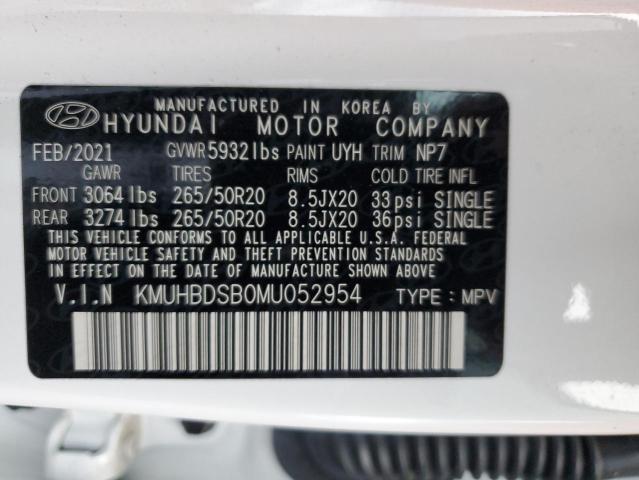 MANUFACTURED IN KOREA BY
HYUNDAI MOTOR COMPANY
FEB/2021 GVWR 5932lbs PAINT UYH TRIM NP7
GAWR TIRES RIMS COLD TIRE INFL
FRONT 3064 lbs 265/50R20 8.5JX20 33psi SINGLE
REAR 3274 lbs 265/50R20 8.5JX20 36psi SINGLE
THIS VEHICLE CONFORMS TO ALL APPLICABLE U.S.A. FEDERAL
MOTOR VEHICLE SAFETY, BUMPER, AND THEFT PREVENTION STANDARDS
IN EFFECT ON THE DATE OF MANUFACTURE SHOWN ABOVE.
V.I.N KMUHBDSB0MU052954 TYPE : MPV